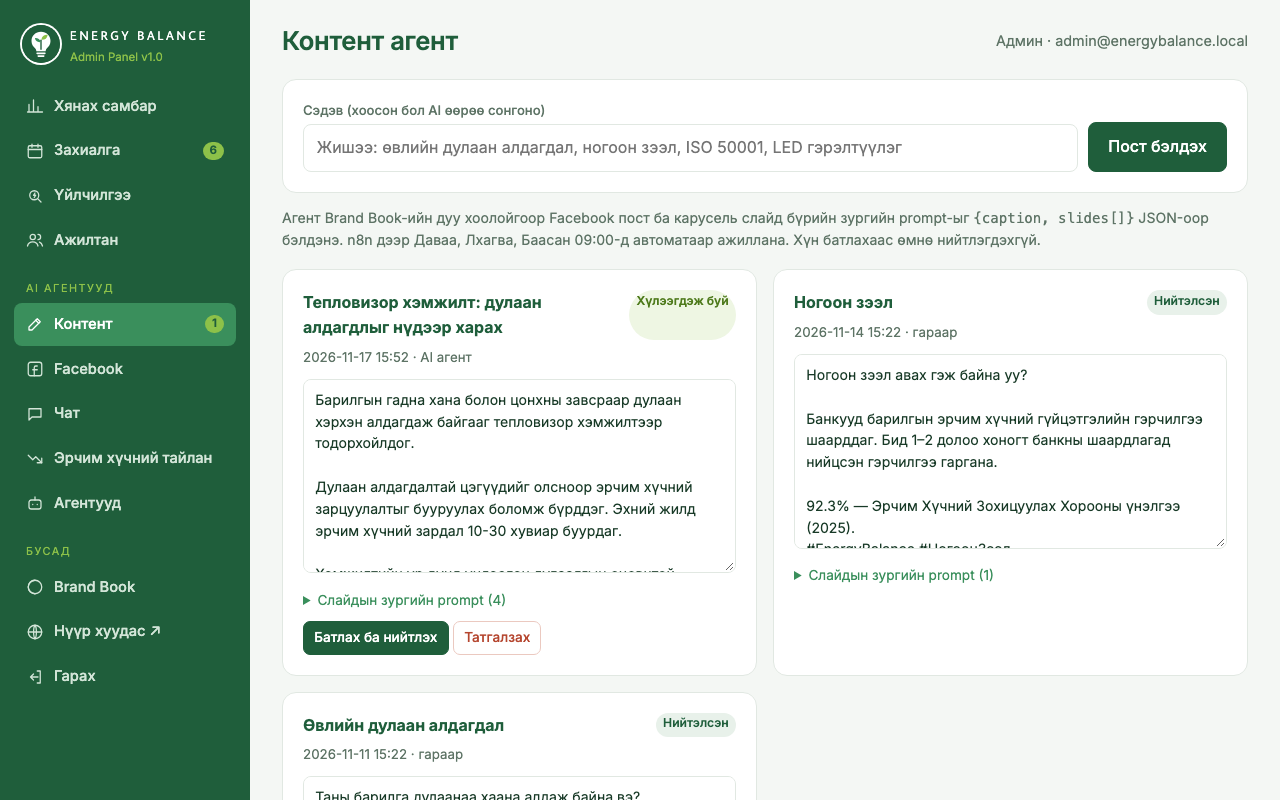 ENERGY BALANCE
Admin Panel v1.0
Хянах самбар
Захиалга 6
Үйлчилгээ
Ажилтан
AI АГЕНТУУД
Контент 1
Facebook
Чат
Эрчим хүчний тайлан
Агентууд
БУСАД
Brand Book
Нүүр хуудас ↗
Гарах
Контент агент
Админ · admin@energybalance.local
Сэдэв (хоосон бол AI өөрөө сонгоно)
Жишээ: өвлийн дулаан алдагдал, ногоон зээл, ISO 50001, LED гэрэлтүүлэг
Пост бэлдэх
Агент Brand Book-ийн дуу хоолойгоор Facebook пост ба карусель слайд бүрийн зургийн prompt-ыг {caption, slides[]} JSON-оор
бэлдэнэ. n8n дээр Даваа, Лхагва, Баасан 09:00-д автоматаар ажиллана. Хүн батлахаас өмнө нийтлэгдэхгүй.
Тепловизор хэмжилт: дулаан
алдагдлыг нүдээр харах
Хүлээгдэж буй
2026-11-17 15:52 · AI агент
Барилгын гадна хана болон цонхны завсраар дулаан
хэрхэн алдагдаж байгааг тепловизор хэмжилтээр
тодорхойлдог.
Дулаан алдагдалтай цэгүүдийг олсноор эрчим хүчний
зарцуулалтыг бууруулах боломж бүрддэг. Эхний жилд
эрчим хүчний зардал 10-30 хувиар буурдаг.
▶ Слайдын зургийн prompt (4)
Батлах ба нийтлэх
Татгалзах
Ногоон зээл
Нийтэлсэн
2026-11-14 15:22 · гараар
Ногоон зээл авах гэж байна уу?
Банкууд барилгын эрчим хүчний гүйцэтгэлийн гэрчилгээ
шаарддаг. Бид 1–2 долоо хоногт банкны шаардлагад
нийцсэн гэрчилгээ гаргана.
92.3% — Эрчим Хүчний Зохицуулах Хорооны үнэлгээ
(2025).
#EnergyBalance #НогоонЗээл
▶ Слайдын зургийн prompt (1)
Өвлийн дулаан алдагдал
Нийтэлсэн
2026-11-11 15:22 · гараар
Таны барилга дулаанаа хаана алдаж байна вэ?